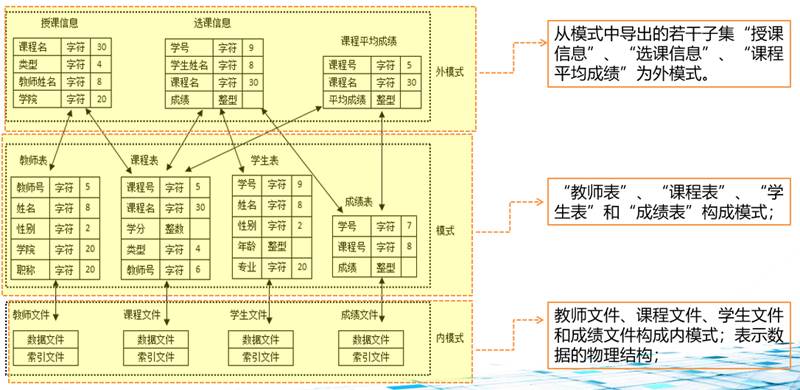 授课信息
课程名 字符 30
类型 字符 4
教师姓名 字符 8
学院 字符 20
选课信息
学号 字符 9
学生姓名 字符 8
课程名 字符 30
成绩 整型
课程平均成绩
课程号 字符 5
课程名 字符 30
平均成绩 整型
外模式
从模式中导出的若干子集“授课
信息”、“选课信息”、“课程
平均成绩”为外模式。
教师表
教师号 字符 5
姓名 字符 8
性别 字符 2
学院 字符 20
职称 字符 20
课程表
课程号 字符 5
课程名 字符 30
学分 整数
类型 字符 4
教师号 字符 6
学生表
学号 字符 9
姓名 字符 8
性别 字符 2
年龄 整型
专业 字符 20
成绩表
学号 字符 7
课程号 字符 8
成绩 整型
模式
“教师表”、“课程表”、“学
生表”和“成绩表”构成模式；
教师文件
数据文件
索引文件
课程文件
数据文件
索引文件
学生文件
数据文件
索引文件
成绩文件
数据文件
索引文件
内模式
教师文件、课程文件、学生文件
和成绩文件构成内模式；表示数
据的物理结构；